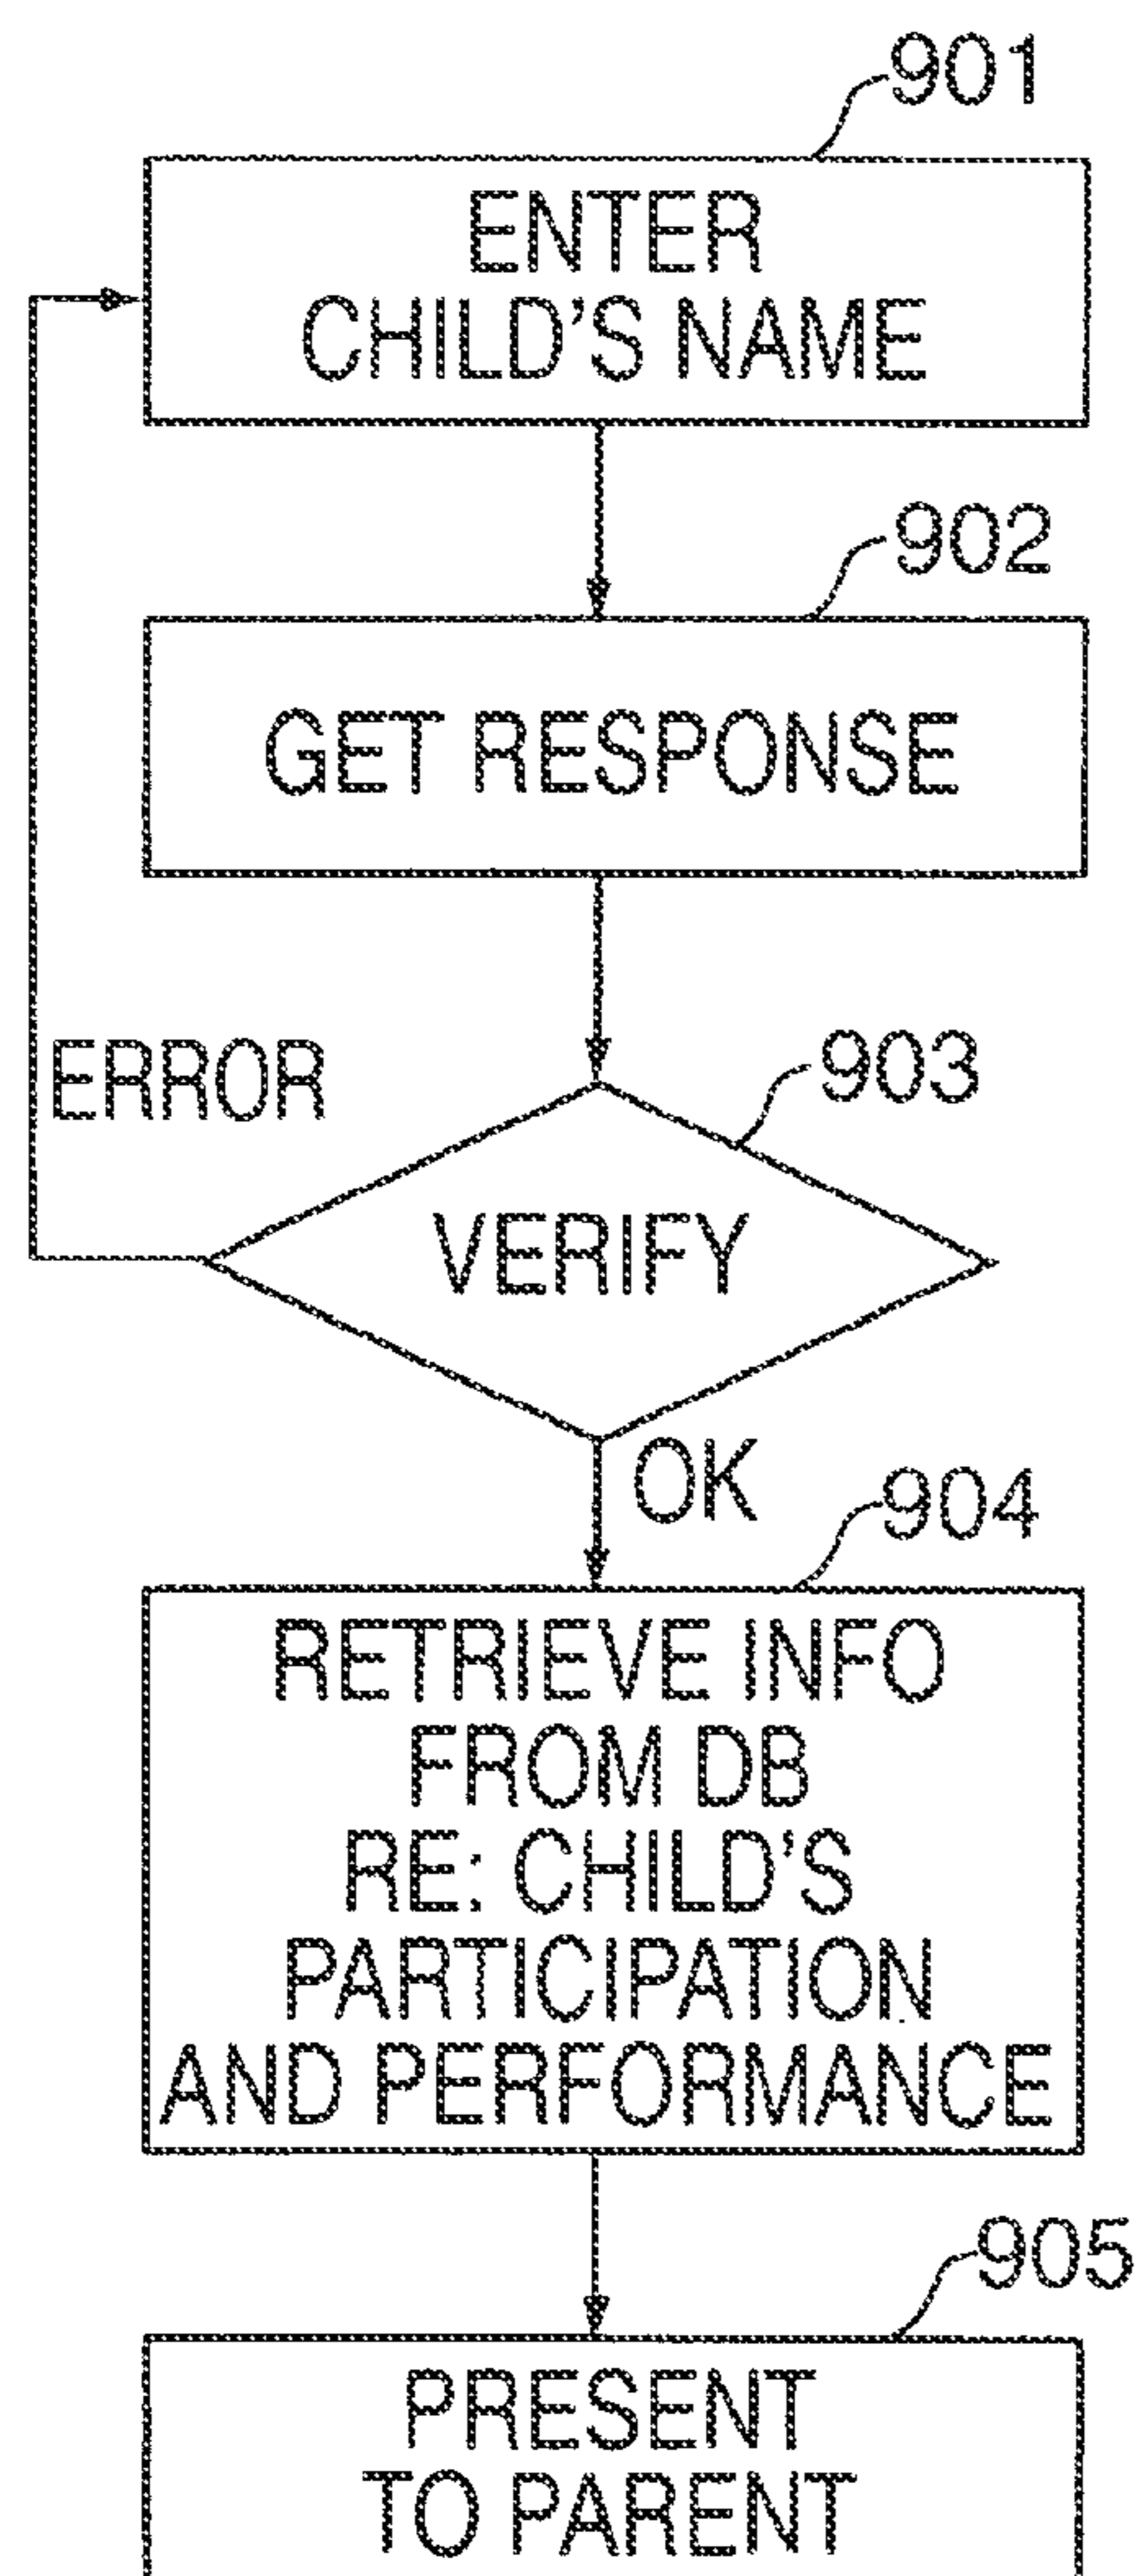 901
ENTER
CHILD'S NAME
902
GET RESPONSE
903
ERROR
VERIFY
OK
904
RETRIEVE INFO
FROM DB
RE: CHILD'S
PARTICIPATION
AND PERFORMANCE
905
PRESENT
TO PARENT